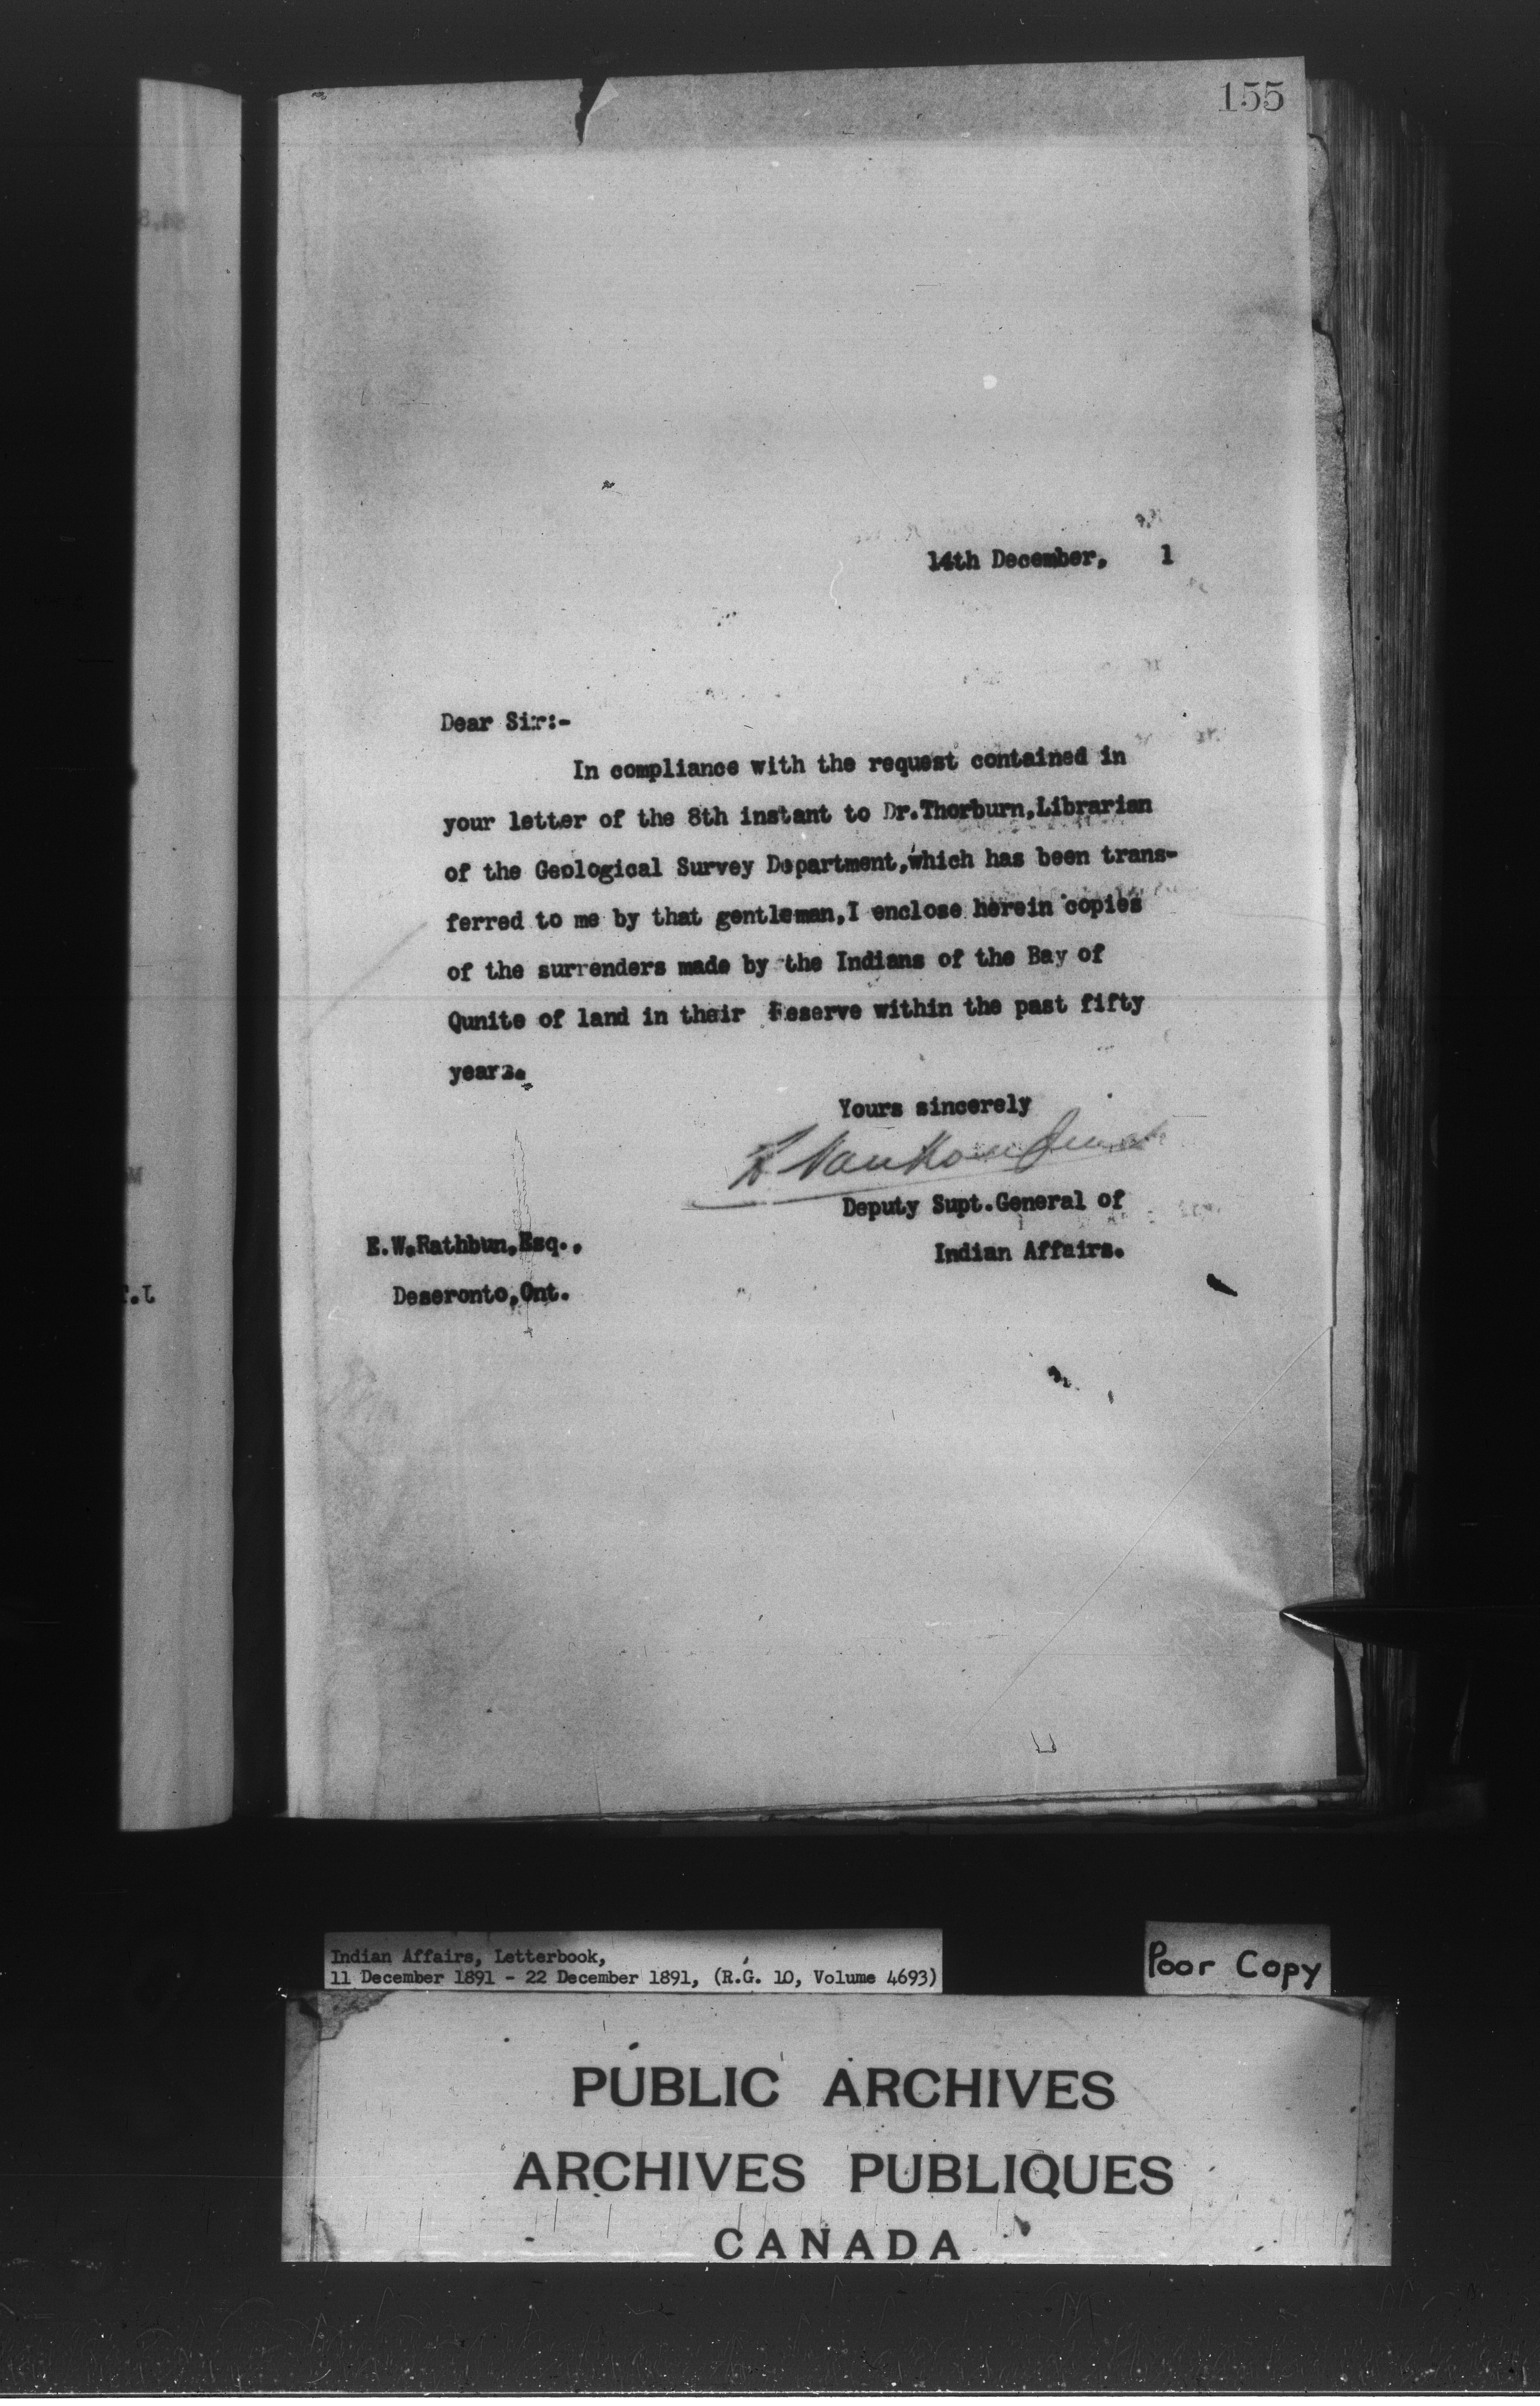 155
14th December, 1
Dear Sir:-
In compliance with the request contained in
your letter of the 8th instant to Dr.Thorburn,Librarian
of the Geological Survey Department,which has been trans-
ferred to me by that gentleman,I enclose herein copies
of the surrenders made by the Indians of the Bay of
Qunite of land in their Reserve within the past fifty
years.
Yours sincerely
L Vankoughnet
Deputy Supt.General of
Indian Affairs.
E.W.Rathbun,Esq.,
Deseronto,Ont.
Indian Affairs, Letterbook,
11 December 1891 - 22 December 1891, (R.G. 10, Volume 4693)
Poor Copy
PUBLIC ARCHIVES
ARCHIVES PUBLIQUES
CANADA